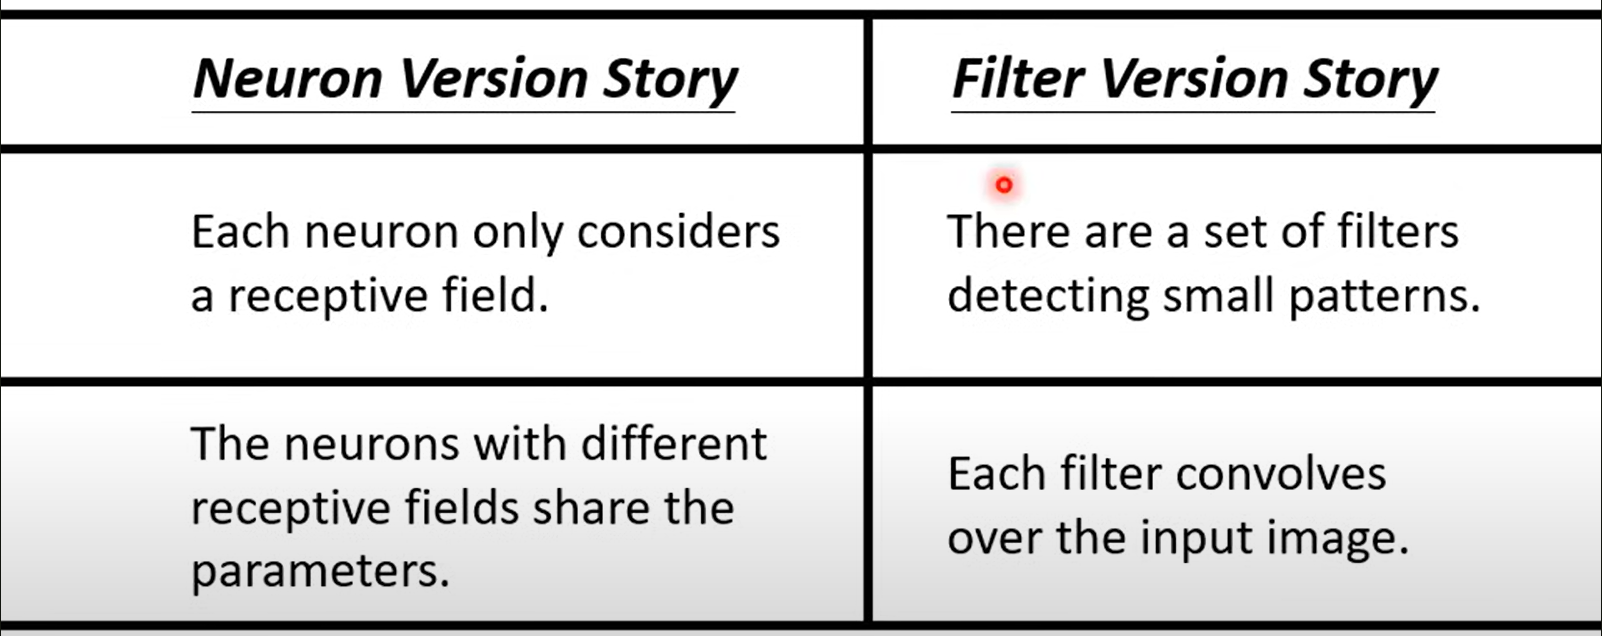 Neuron Version Story
Filter Version Story
Each neuron only considers
a receptive field.
There are a set of filters
detecting small patterns.
The neurons with different
receptive fields share the
parameters.
Each filter convolves
over the input image.